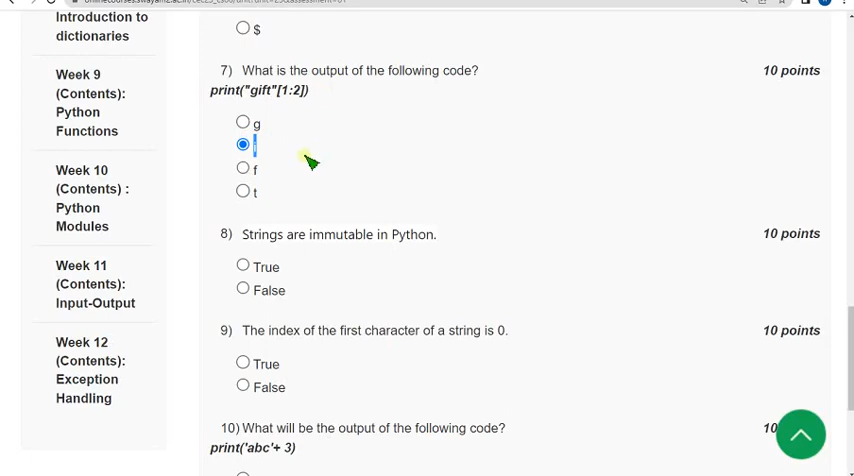 Introduction to
dictionaries
Week 9
(Contents):
Python
Functions
Week 10
(Contents) :
Python
Modules
Week 11
(Contents):
Input-Output
Week 12
(Contents):
Exception
Handling
$
7) What is the output of the following code? 10 points
print("gift"[1:2])
g
i
f
t
8) Strings are immutable in Python. 10 points
True
False
9) The index of the first character of a string is 0. 10 points
True
False
10) What will be the output of the following code? 10
print('abc'+ 3)